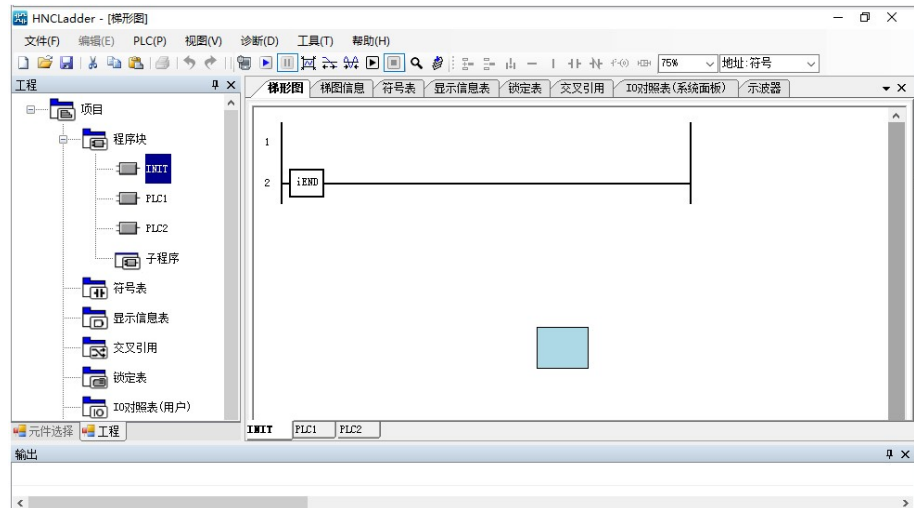 HNCLadder - [梯形图]
文件(F) 编辑(E) PLC(P) 视图(V) 诊断(D) 工具(T) 帮助(H)
75% 地址:符号
工程
梯形图 梯图信息 符号表 显示信息表 锁定表 交叉引用 IO对照表(系统面板) 示波器
项目
程序块
INIT
PLC1
PLC2
子程序
符号表
显示信息表
交叉引用
锁定表
IO对照表(用户)
1
2 iEND
元件选择 工程
INIT PLC1 PLC2
输出